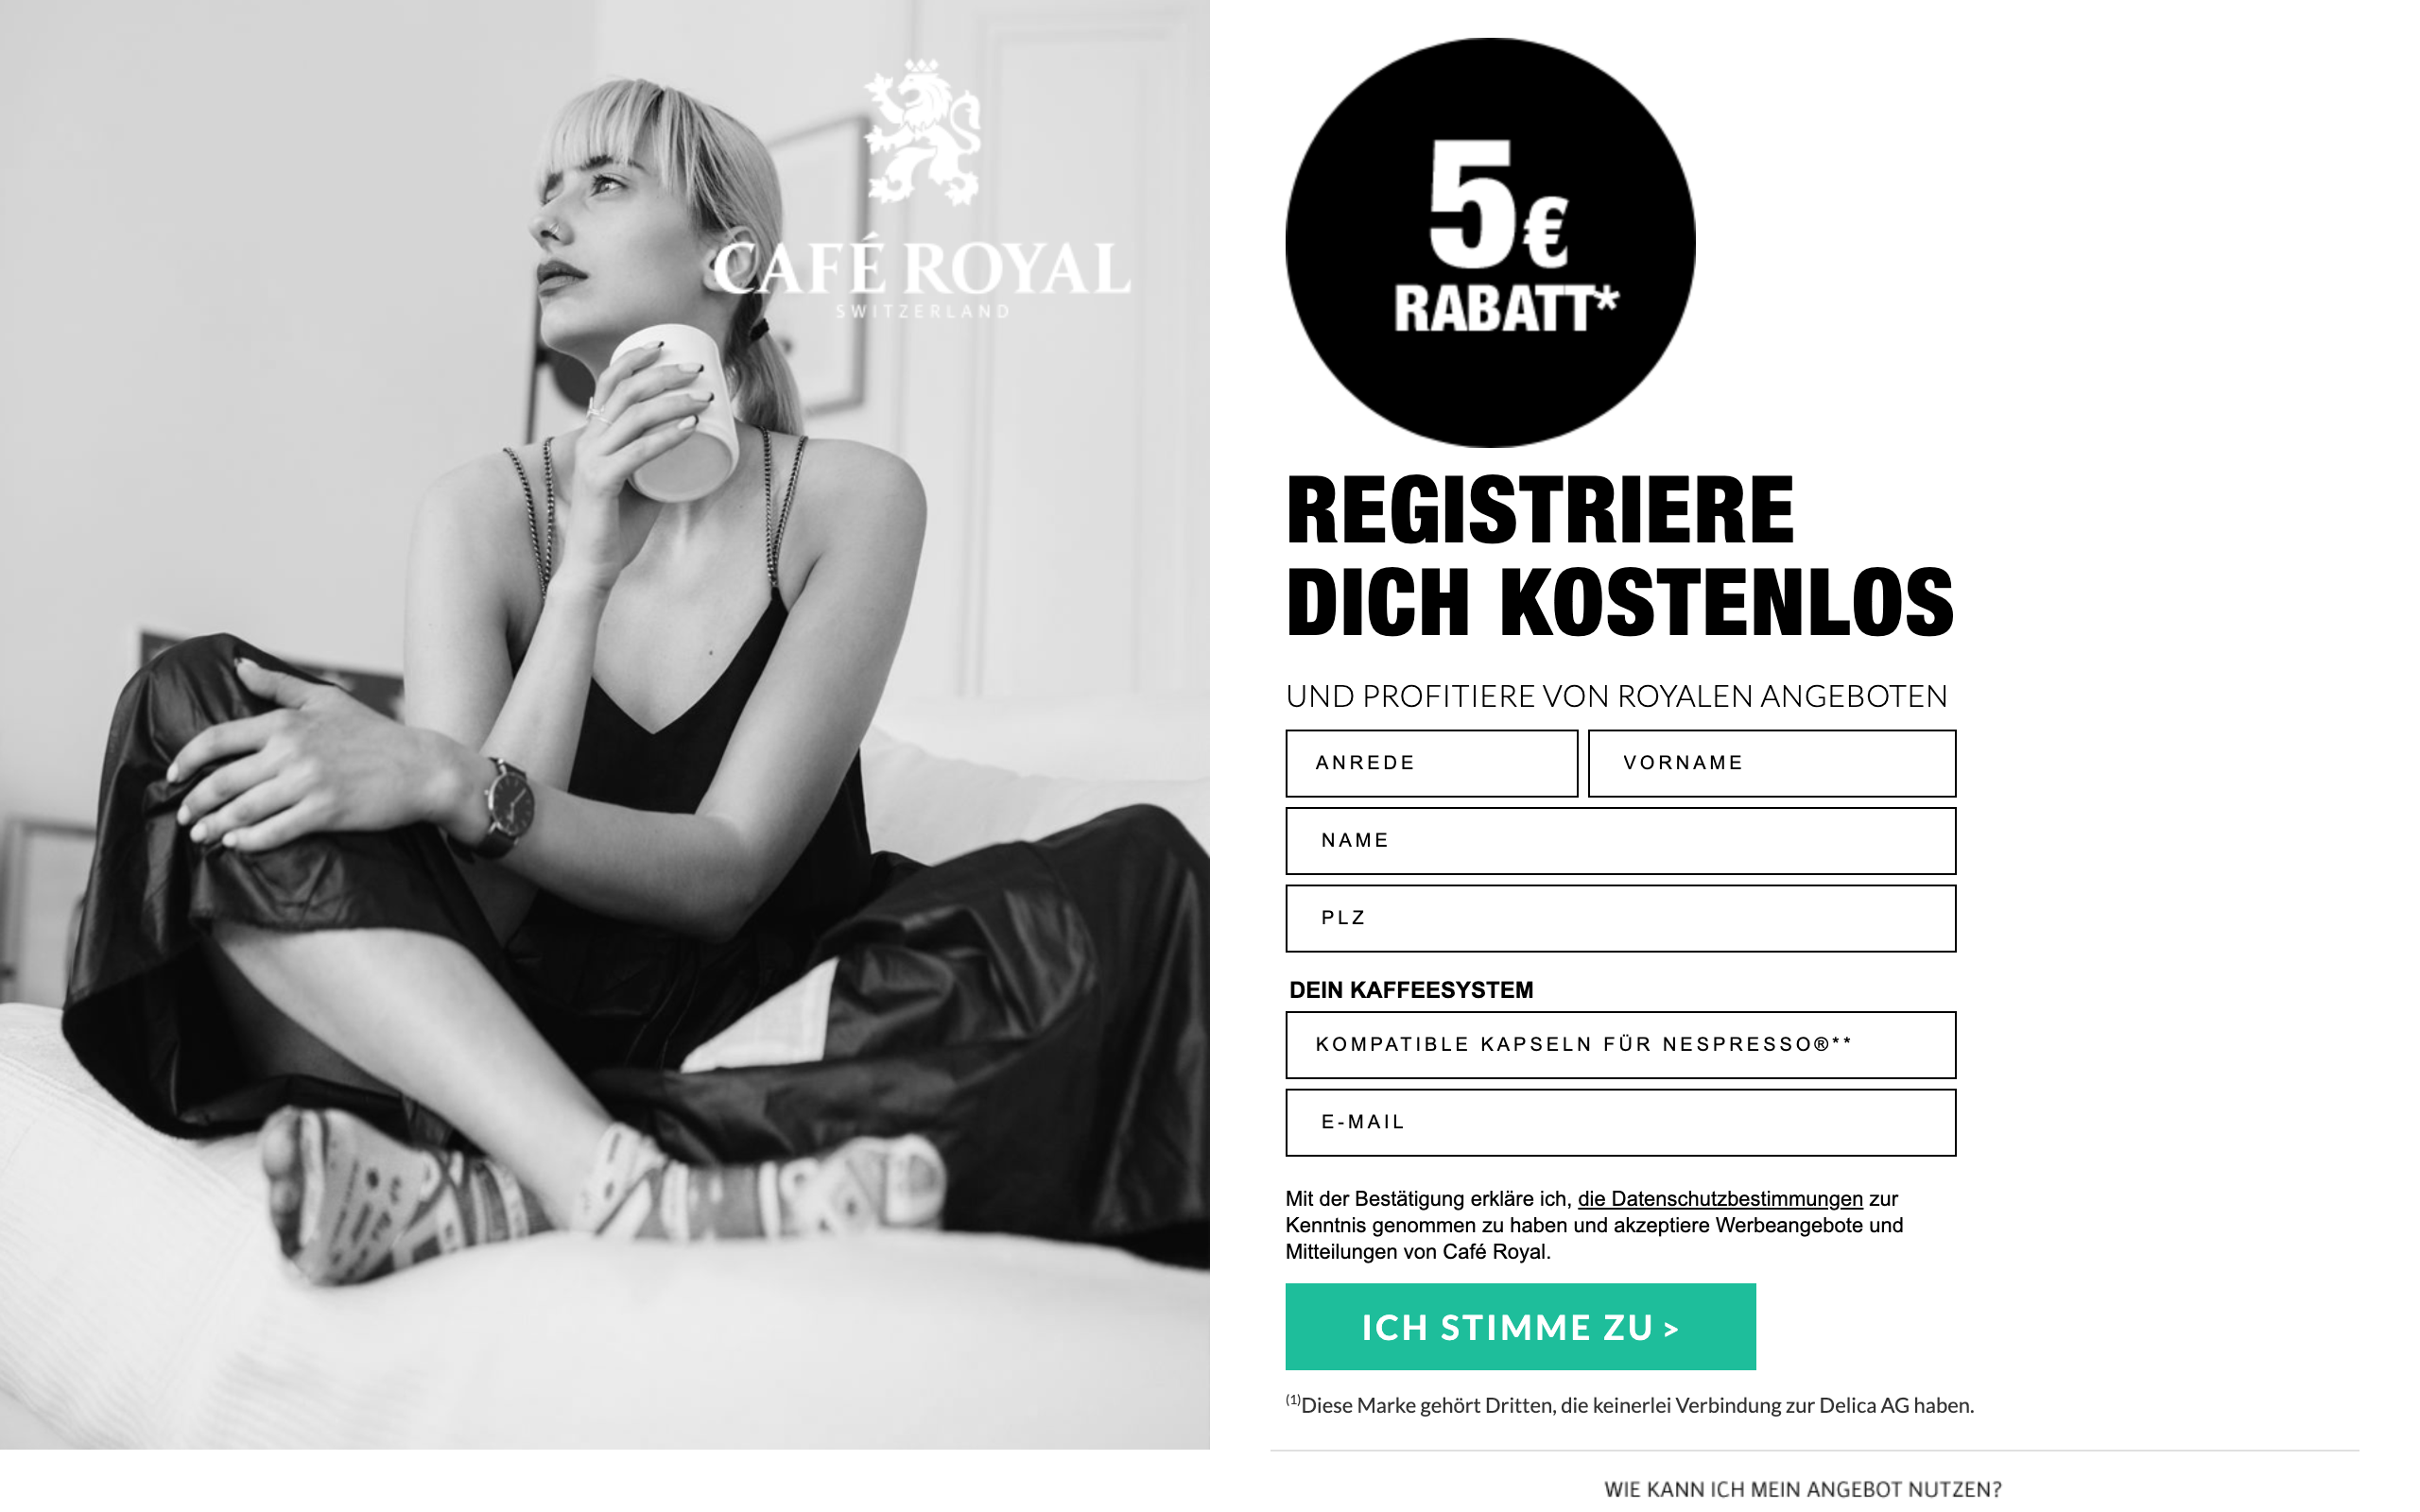 CAFÉ ROYAL
SWITZERLAND
5€
RABATT*
REGISTRIERE
DICH KOSTENLOS
UND PROFITIERE VON ROYALEN ANGEBOTEN
ANREDE
VORNAME
NAME
PLZ
DEIN KAFFEESYSTEM
KOMPATIBLE KAPSELN FÜR NESPRESSO®**
E-MAIL
Mit der Bestätigung erkläre ich, die Datenschutzbestimmungen zur
Kenntnis genommen zu haben und akzeptiere Werbeangebote und
Mitteilungen von Café Royal.
ICH STIMME ZU >
(1)Diese Marke gehört Dritten, die keinerlei Verbindung zur Delica AG haben.
WIE KANN ICH MEIN ANGEBOT NUTZEN?